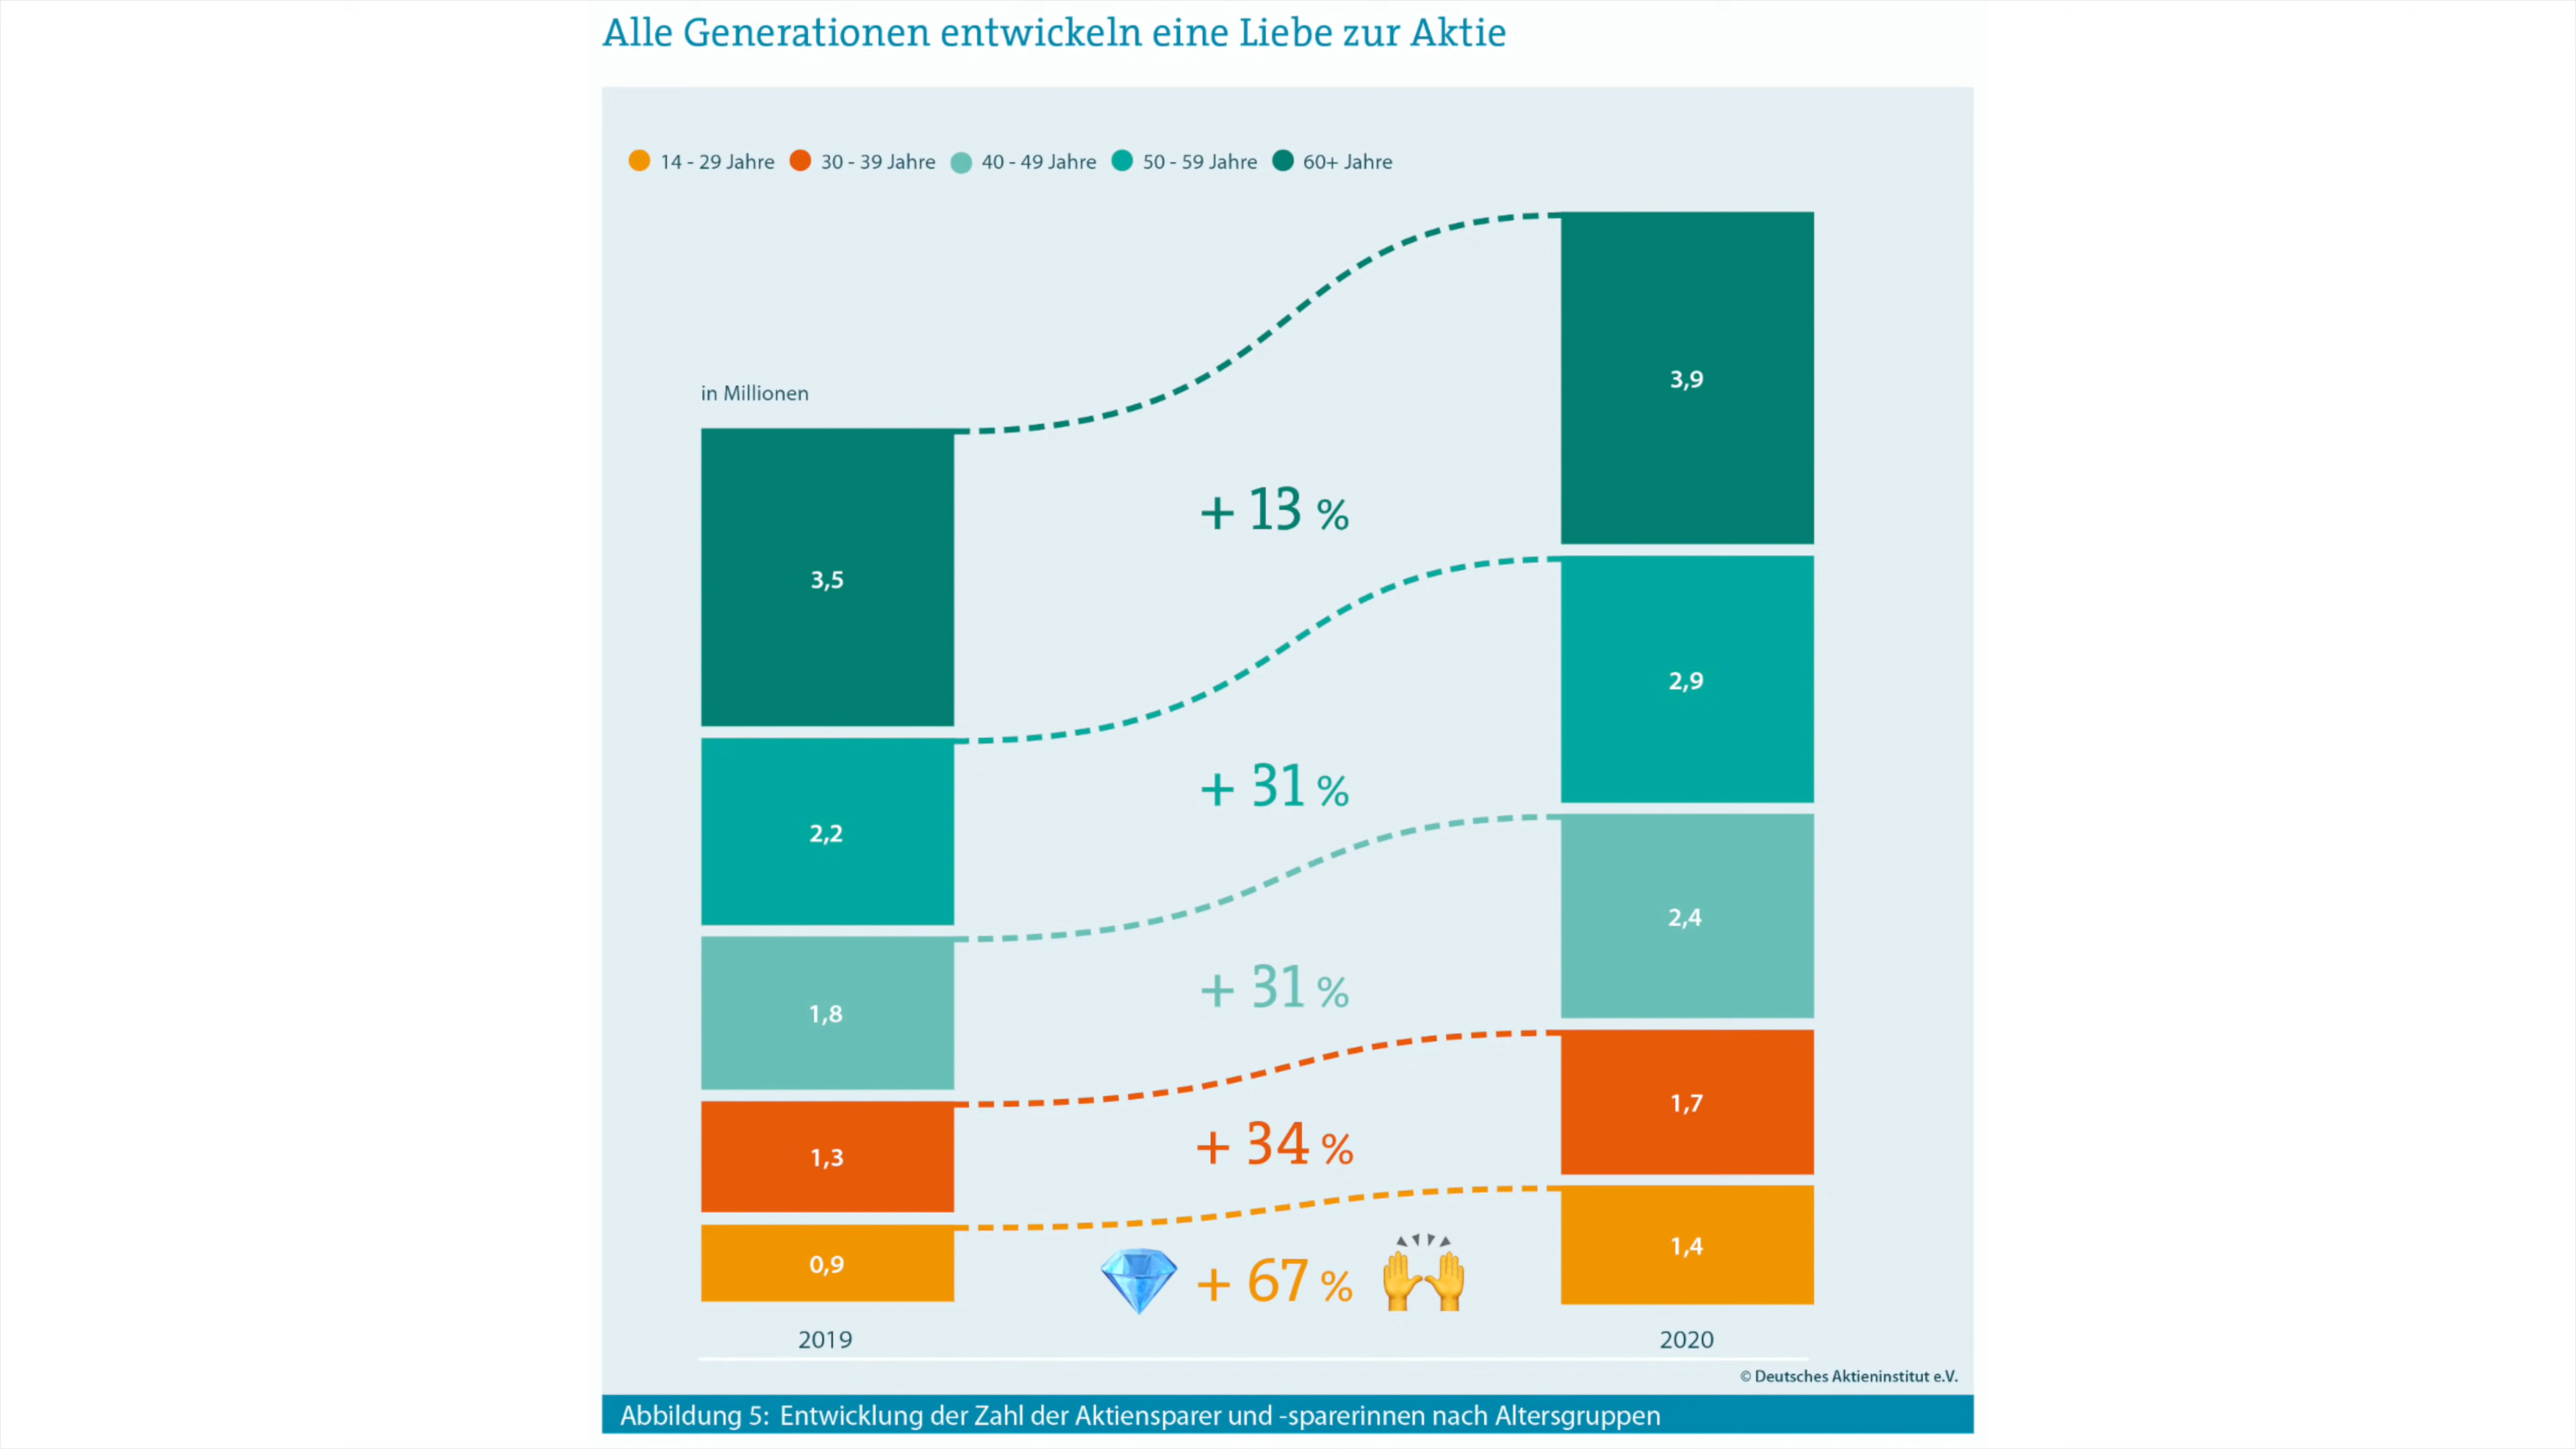 Alle Generationen entwickeln eine Liebe zur Aktie
14 - 29 Jahre 30 - 39 Jahre 40 - 49 Jahre 50 - 59 Jahre 60+ Jahre
in Millionen
3,9
+ 13 %
3,5
2,9
+ 31 %
2,2
2,4
+ 31 %
1,8
1,7
+ 34 %
1,3
1,4
+ 67 %
0,9
2019
2020
© Deutsches Aktieninstitut e.V.
Abbildung 5: Entwicklung der Zahl der Aktiensparer und -sparerinnen nach Altersgruppen